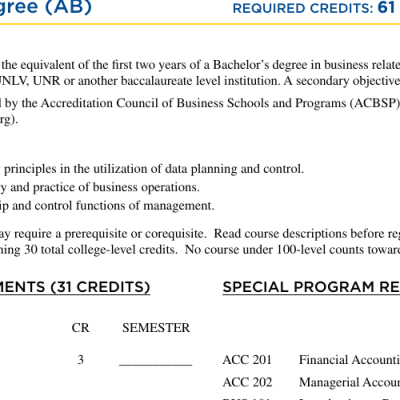 gree (AB)
REQUIRED CREDITS: 61
the equivalent of the first two years of a Bachelor's degree in business relate
UNLV, UNR or another baccalaureate level institution. A secondary objective
by the Accreditation Council of Business Schools and Programs (ACBSP)
rg).
principles in the utilization of data planning and control.
y and practice of business operations.
ip and control functions of management.
ay require a prerequisite or corequisite. Read course descriptions before re
ning 30 total college-level credits. No course under 100-level counts towar
MENTS (31 CREDITS)
SPECIAL PROGRAM RE
CR SEMESTER
3 ___________
ACC 201 Financial Accounti
ACC 202 Managerial Accoun